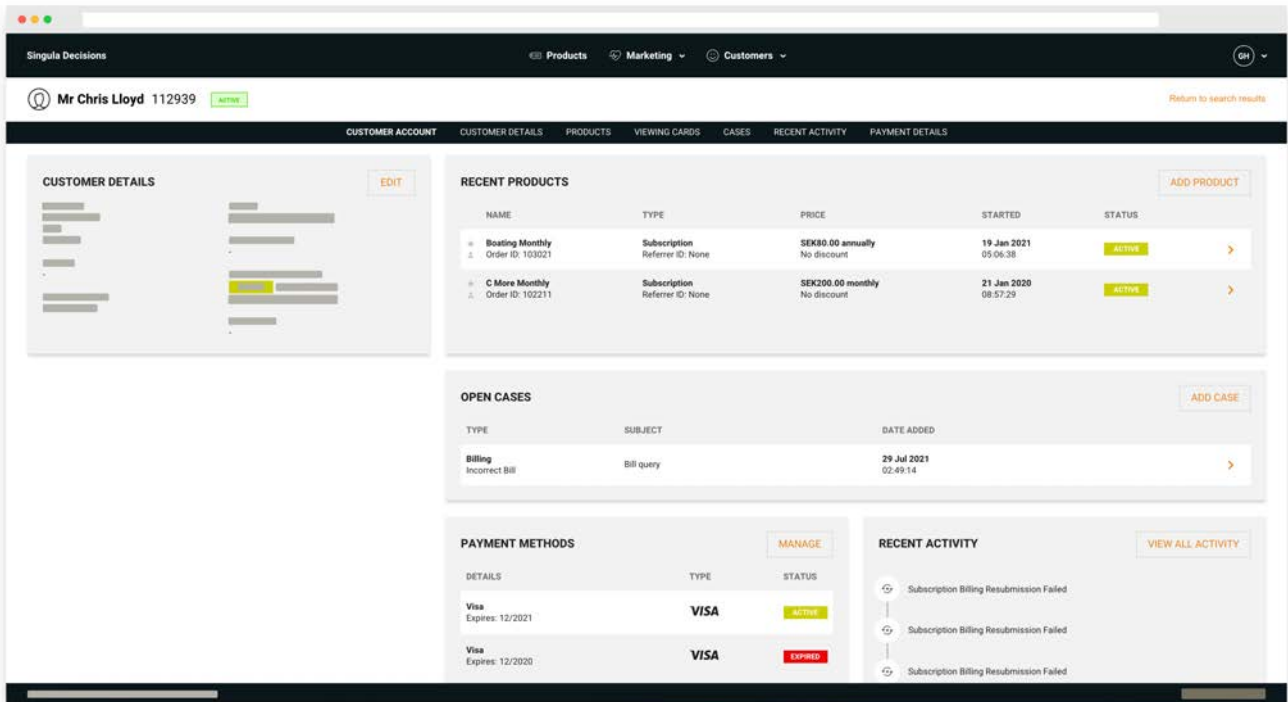 Singula Decisions
Products
Marketing
Customers
GH
Mr Chris Lloyd 112939 ACTIVE
Return to search results
CUSTOMER ACCOUNT CUSTOMER DETAILS PRODUCTS VIEWING CARDS CASES RECENT ACTIVITY PAYMENT DETAILS
CUSTOMER DETAILS
EDIT
RECENT PRODUCTS
ADD PRODUCT
NAME TYPE PRICE STARTED STATUS
Boating Monthly Subscription SEK80.00 annually 19 Jan 2021 ACTIVE
Order ID: 103021 Referrer ID: None No discount 05:06:38
C More Monthly Subscription SEK200.00 monthly 21 Jan 2020 ACTIVE
Order ID: 102211 Referrer ID: None No discount 08:57:29
OPEN CASES
ADD CASE
TYPE SUBJECT DATE ADDED
Billing Bill query 29 Jul 2021
Incorrect Bill 02:49:14
PAYMENT METHODS
MANAGE
DETAILS TYPE STATUS
Visa VISA ACTIVE
Expires: 12/2021
Visa VISA EXPIRED
Expires: 12/2020
RECENT ACTIVITY
VIEW ALL ACTIVITY
Subscription Billing Resubmission Failed
Subscription Billing Resubmission Failed
Subscription Billing Resubmission Failed